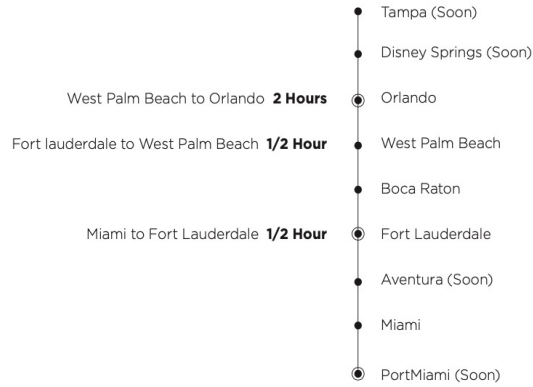 Tampa (Soon)
Disney Springs (Soon)
West Palm Beach to Orlando 2 Hours Orlando
Fort lauderdale to West Palm Beach 1/2 Hour West Palm Beach
Boca Raton
Miami to Fort Lauderdale 1/2 Hour Fort Lauderdale
Aventura (Soon)
Miami
PortMiami (Soon)